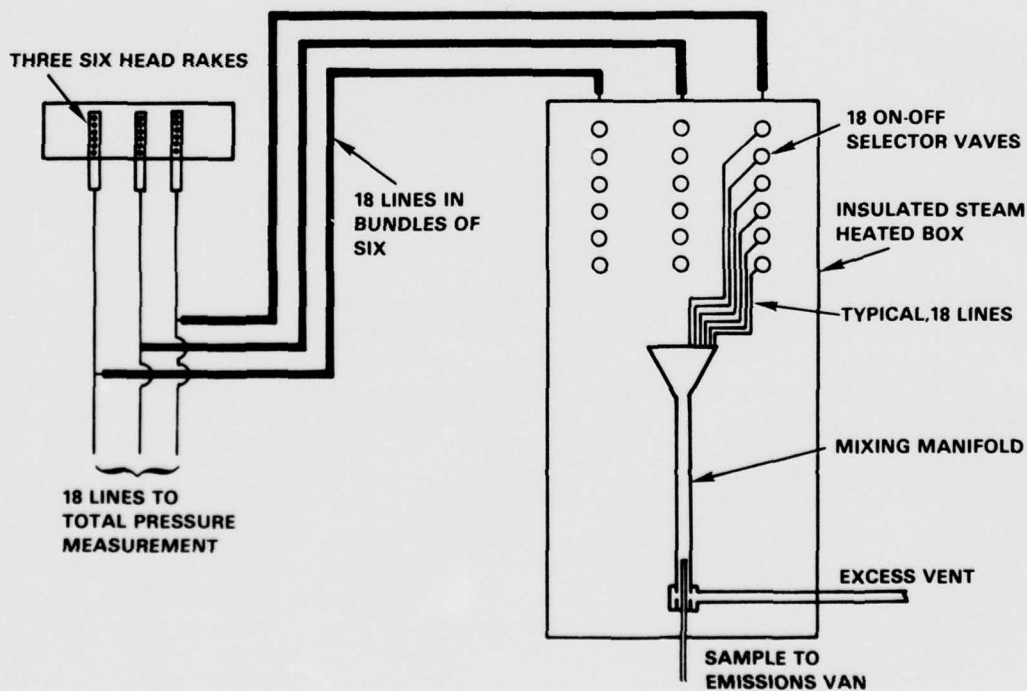 THREE SIX HEAD RAKES
18 LINES IN
BUNDLES OF
SIX
18 LINES TO
TOTAL PRESSURE
MEASUREMENT
18 ON-OFF
SELECTOR VAVES
INSULATED STEAM
HEATED BOX
TYPICAL,18 LINES
MIXING MANIFOLD
EXCESS VENT
SAMPLE TO
EMISSIONS VAN